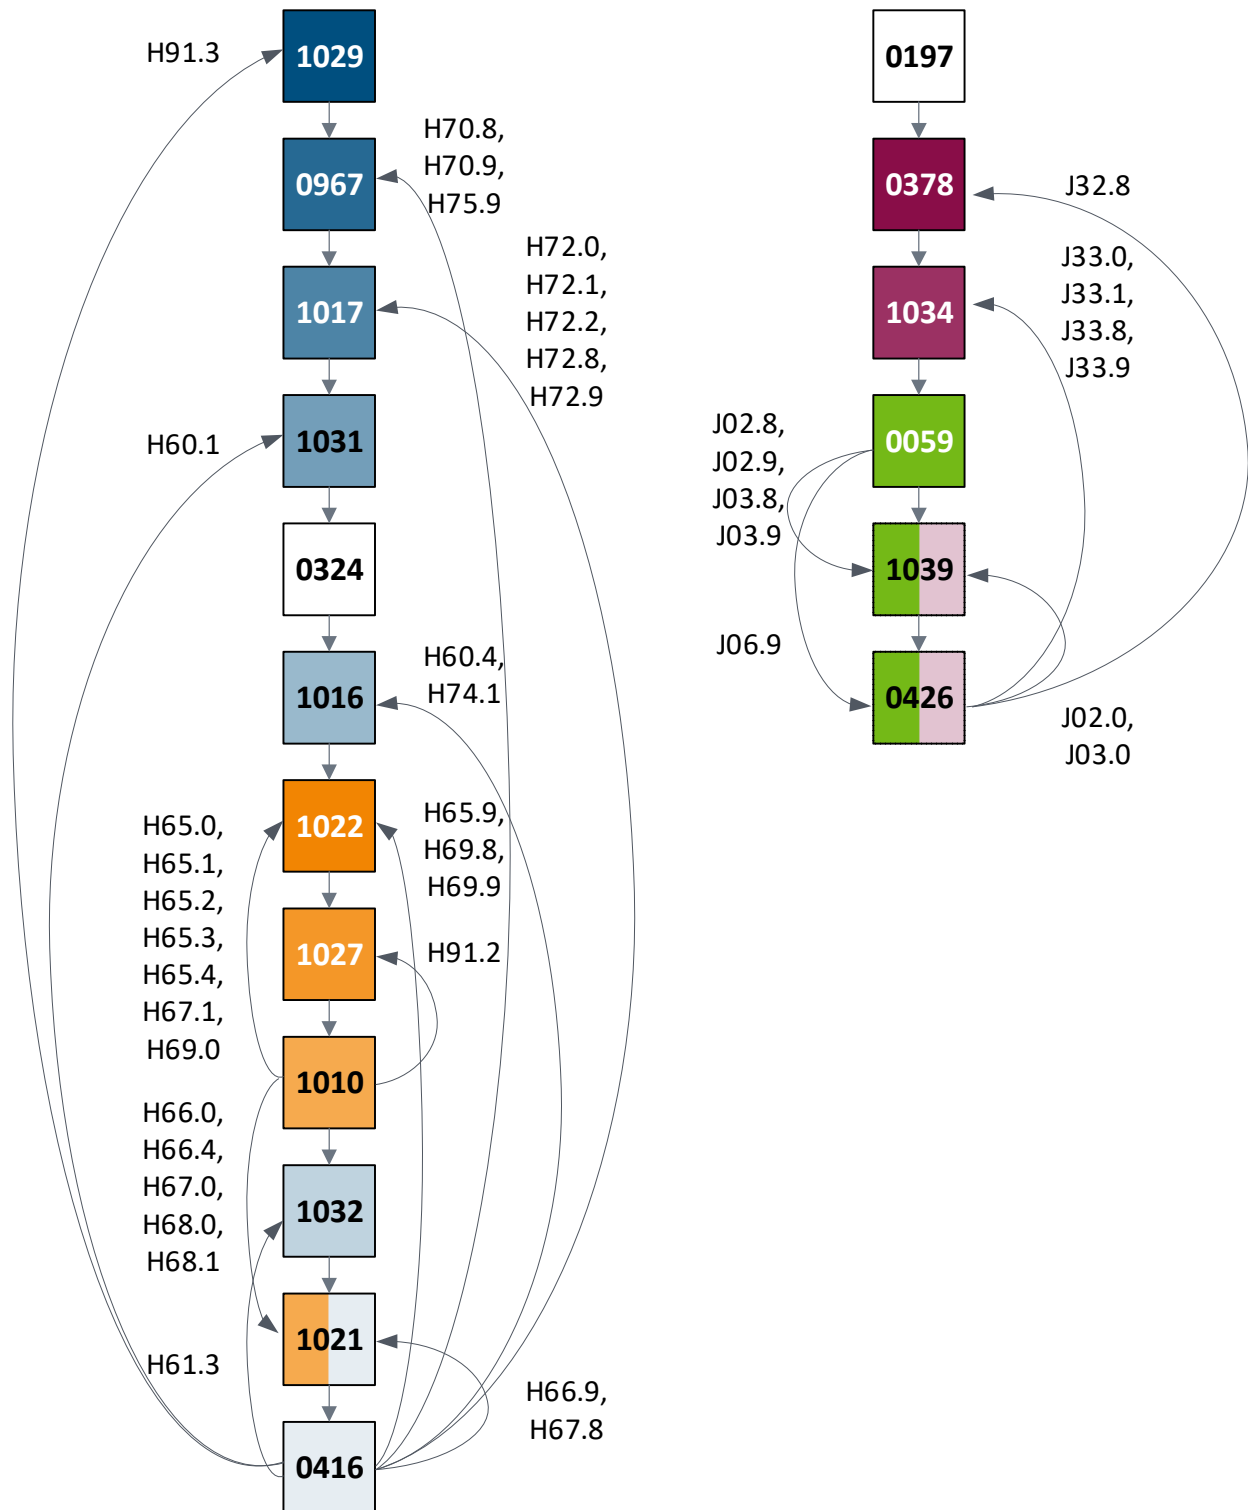 H91.3
1029
H70.8,
H70.9,
H75.9
0967
H72.0,
H72.1,
H72.2,
H72.8,
H72.9
1017
H60.1
1031
0324
H60.4,
H74.1
1016
H65.0,
H65.1,
H65.2,
H65.3,
H65.4,
H67.1,
H69.0
1022
H65.9,
H69.8,
H69.9
1027
H91.2
1010
H66.0,
H66.4,
H67.0,
H68.0,
H68.1
1032
1021
H61.3
H66.9,
H67.8
0416
0197
0378
J32.8
J33.0,
J33.1,
J33.8,
J33.9
1034
J02.8,
J02.9,
J03.8,
J03.9
0059
1039
J06.9
0426
J02.0,
J03.0